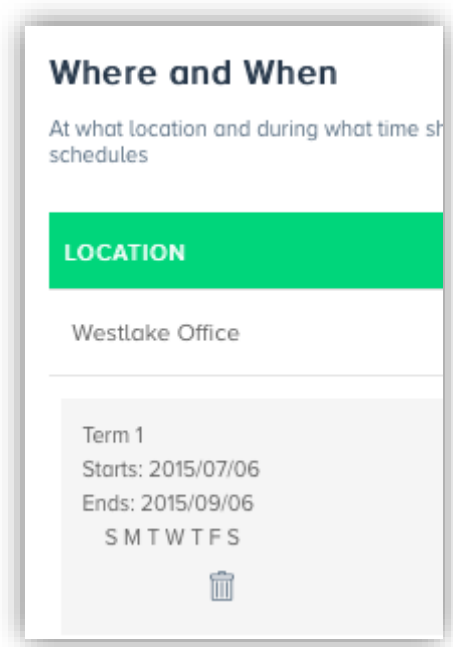 Where and When
At what location and during what time
schedules
LOCATION
Westlake Office
Term 1
Starts: 2015/07/06
Ends: 2015/09/06
S M T W T F S